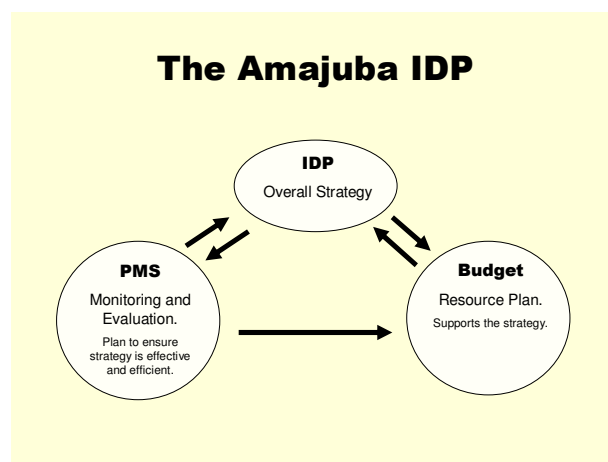 The Amajuba IDP
IDP
Overall Strategy
PMS
Monitoring and
Evaluation.
Plan to ensure
strategy is effective
and efficient.
Budget
Resource Plan.
Supports the strategy.